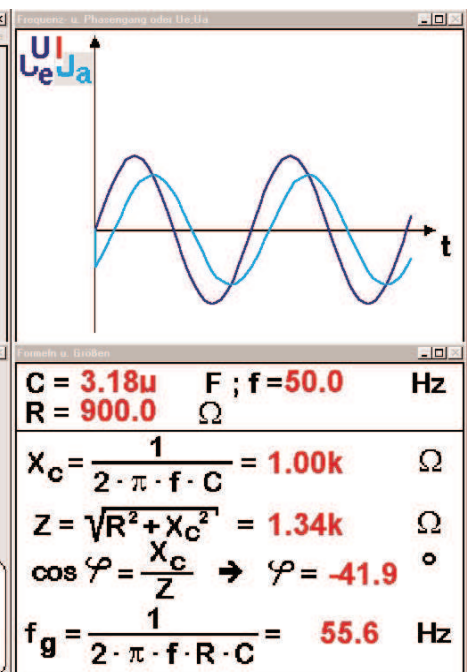 Frequenz- u. Phasengang oder Ue,Ua
U I
Ue Ua
t
Formeln u. Größen
C = 3.18u F ; f =50.0 Hz
R = 900.0 Ω
Xc = 1 / 2 · π · f · C = 1.00k Ω
Z = √R² + Xc² = 1.34k Ω
cos φ = Xc / Z ➔ φ = -41.9 °
fg = 1 / 2 · π · f · R · C = 55.6 Hz